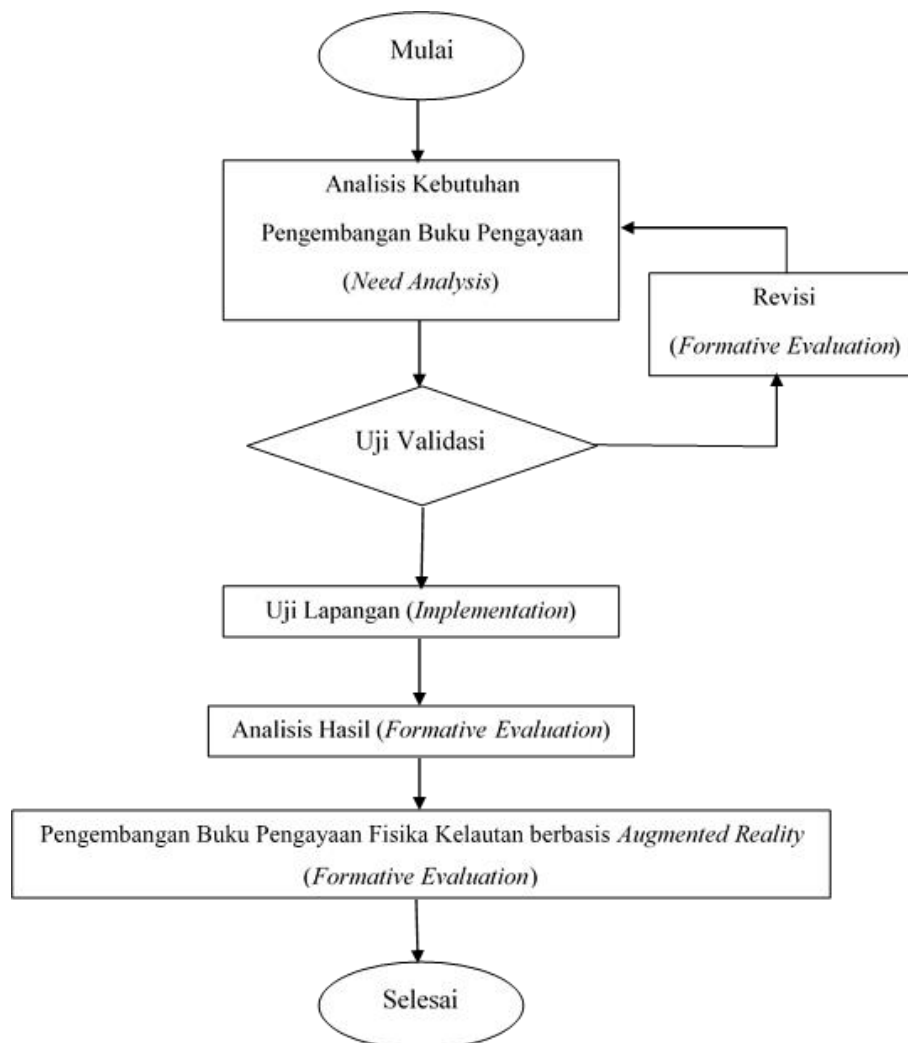 Mulai
Analisis Kebutuhan
Pengembangan Buku Pengayaan
(Need Analysis)
Revisi
(Formative Evaluation)
Uji Validasi
Uji Lapangan (Implementation)
Analisis Hasil (Formative Evaluation)
Pengembangan Buku Pengayaan Fisika Kelautan berbasis Augmented Reality
(Formative Evaluation)
Selesai